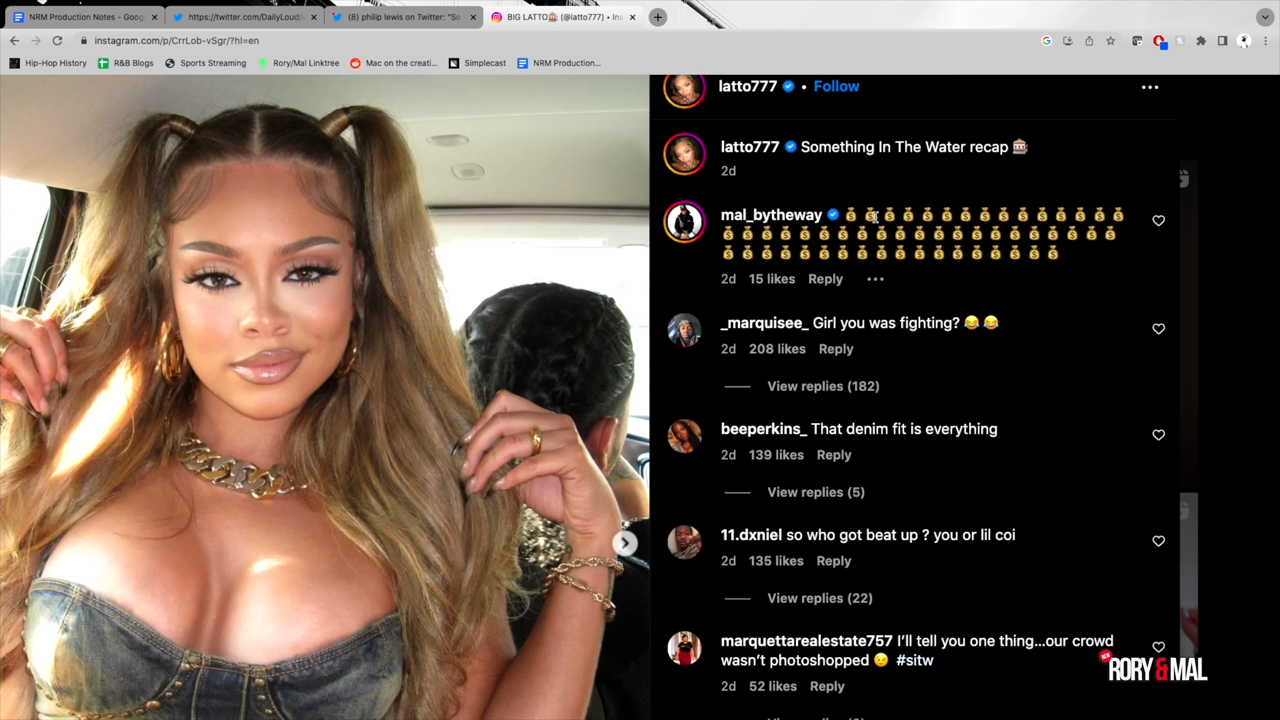 NRM Production Notes - Goog
https://twitter.com/DailyLoud/s
(8) philip lewis on Twitter: "So
BIG LATTO🎰 (@latto777) • Ins
instagram.com/p/CrrLob-vSgr/?hl=en
Hip-Hop History
R&B Blogs
Sports Streaming
Rory/Mal Linktree
Mac on the creati...
Simplecast
NRM Production...
latto777 • Follow
latto777 Something In The Water recap 🎰
2d
mal_bytheway 💰💰💰💰💰💰💰💰💰💰💰💰💰💰💰
💰💰💰💰💰💰💰💰💰💰💰💰💰💰💰💰💰💰💰💰💰
💰💰💰💰💰💰💰💰💰💰💰💰💰💰💰💰💰💰
2d 15 likes Reply
_marquisee_ Girl you was fighting? 😂 😂
2d 208 likes Reply
View replies (182)
beeperkins_ That denim fit is everything
2d 139 likes Reply
View replies (5)
11.dxniel so who got beat up ? you or lil coi
2d 135 likes Reply
View replies (22)
marquettarealestate757 I'll tell you one thing...our crowd
wasn't photoshopped 😉 #sitw
2d 52 likes Reply
NEW
RORY & MAL